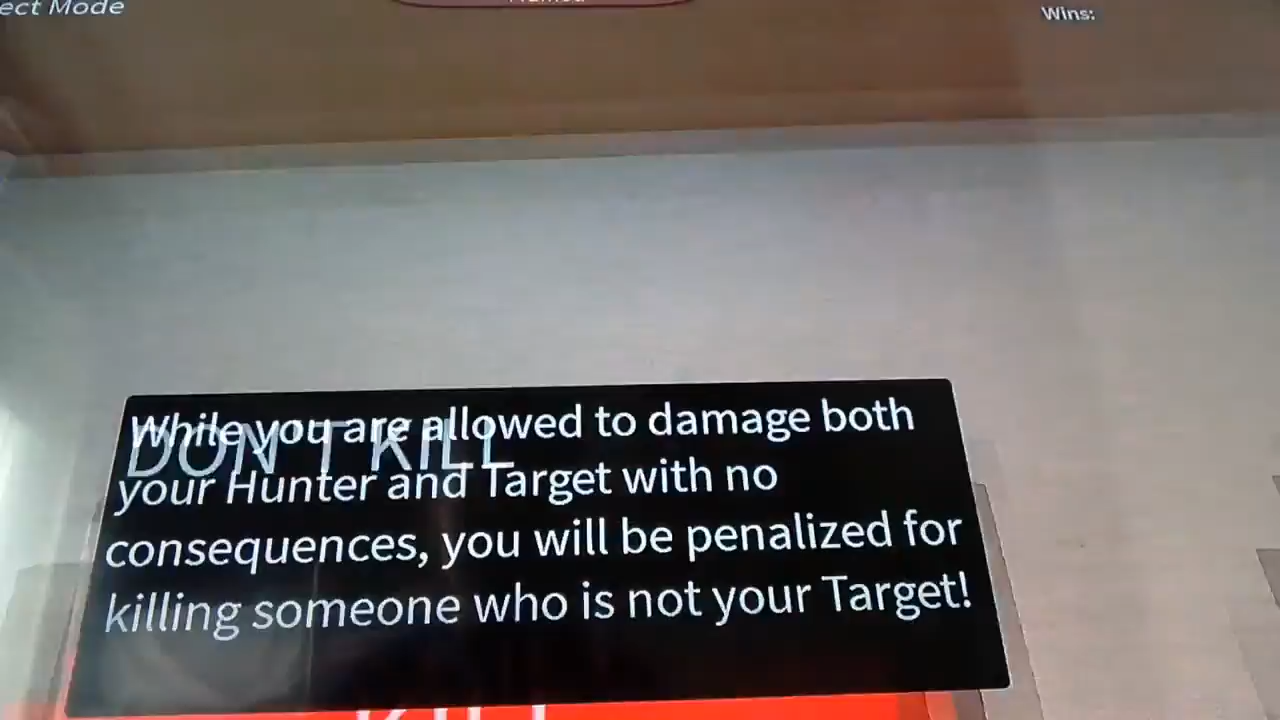 ect Mode
Wins:
While you are allowed to damage both
DON'T KILL
your Hunter and Target with no
consequences, you will be penalized for
killing someone who is not your Target!
KILL